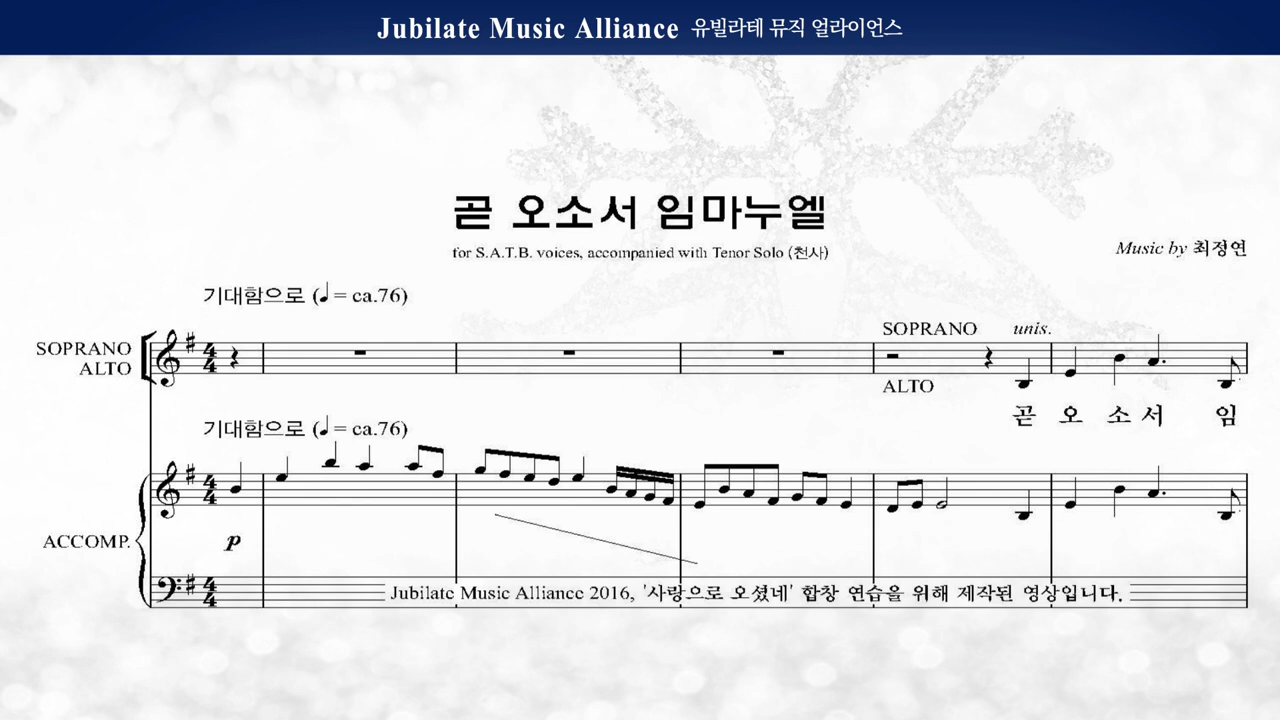 Jubilate Music Alliance 유빌라테 뮤직 얼라이언스
곧 오소서 임마누엘
for S.A.T.B. voices, accompanied with Tenor Solo (천사)
Music by 최정연
기대함으로 (♩ = ca.76)
SOPRANO unis.
SOPRANO
ALTO
ALTO
곧 오 소 서 임
기대함으로 (♩ = ca.76)
ACCOMP.
p
Jubilate Music Alliance 2016, '사랑으로 오셨네' 합창 연습을 위해 제작된 영상입니다.